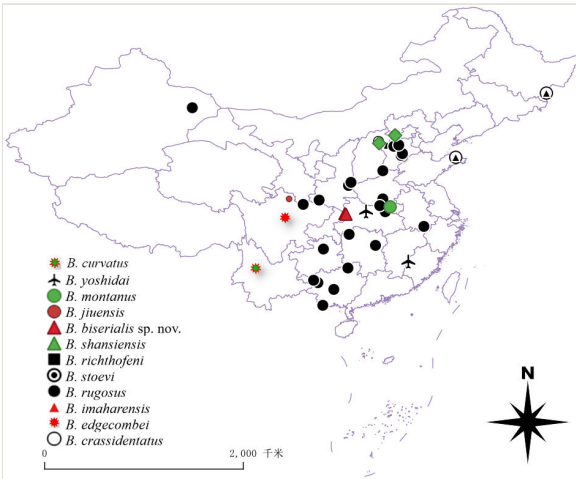 B. curvatus
B. yoshidai
B. montanus
B. jiuensis
B. biserialis sp. nov.
B. shansiensis
B. richthofeni
B. stoevi
B. rugosus
B. imaharensis
B. edgecombei
B. crassidentatus
0 2,000 千米
N